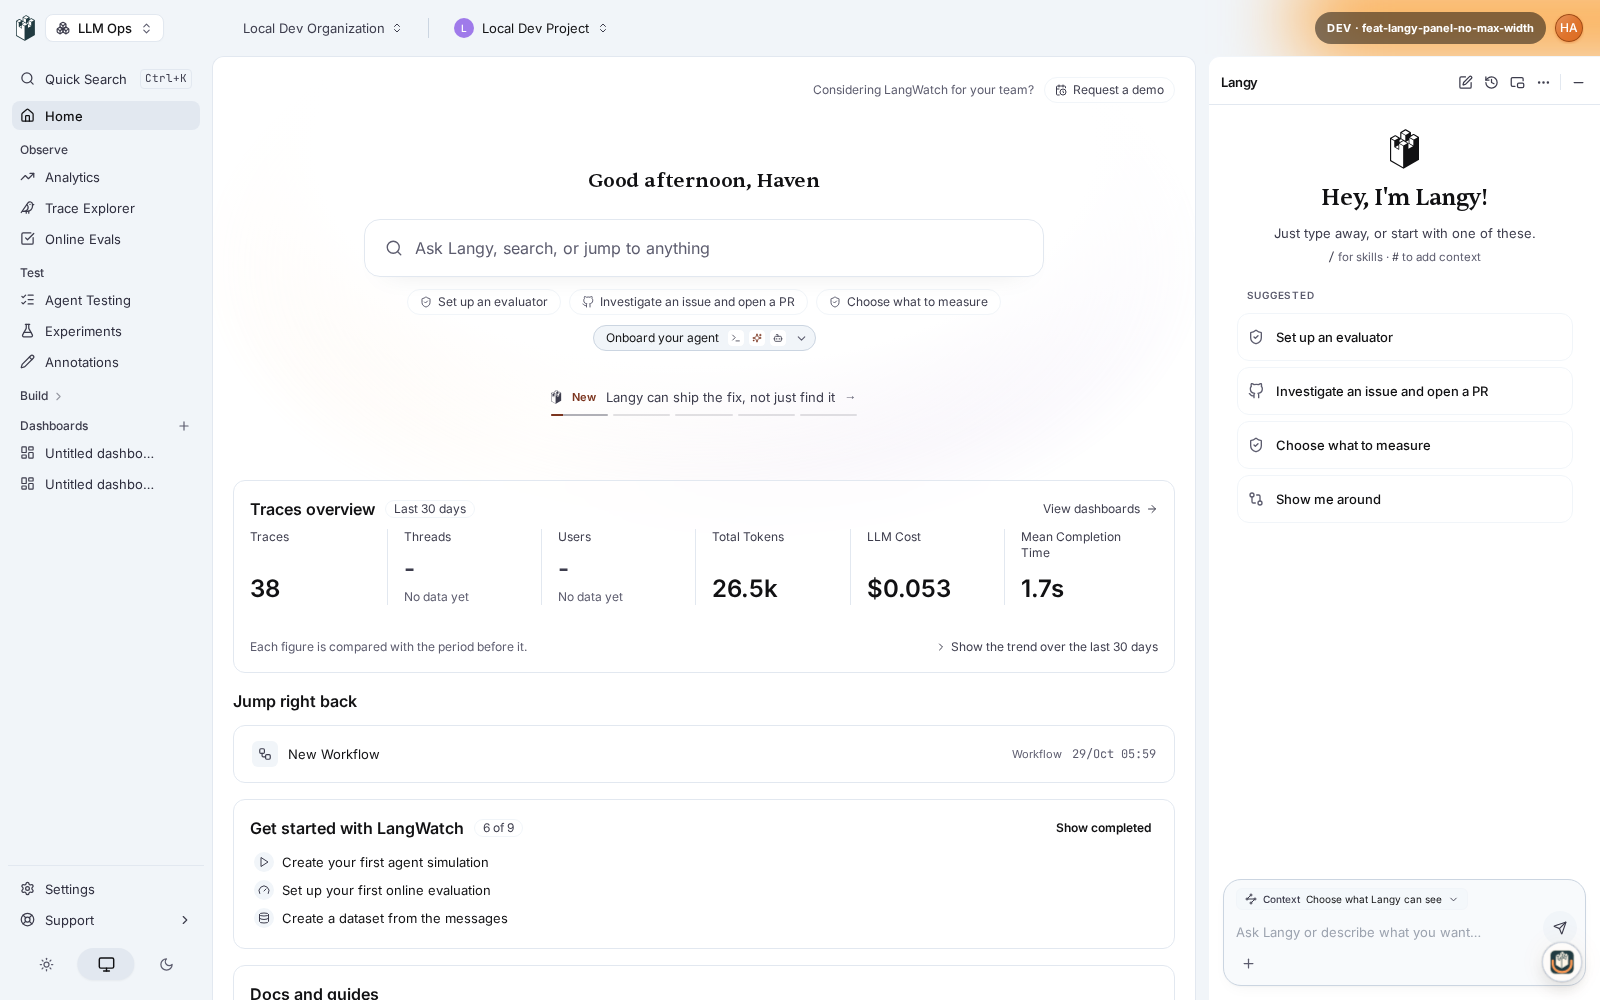 LLM Ops
Local Dev Organization
L
Local Dev Project
DEV · feat-langy-panel-no-max-width
HA
Quick Search
Ctrl+K
Home
Observe
Analytics
Trace Explorer
Online Evals
Test
Agent Testing
Experiments
Annotations
Build
Dashboards
Untitled dashbo...
Untitled dashbo...
Settings
Support
Considering LangWatch for your team?
Request a demo
Good afternoon, Haven
Ask Langy, search, or jump to anything
Set up an evaluator
Investigate an issue and open a PR
Choose what to measure
Onboard your agent
New Langy can ship the fix, not just find it →
Traces overview
Last 30 days
View dashboards →
Traces
38
Threads
-
No data yet
Users
-
No data yet
Total Tokens
26.5k
LLM Cost
$0.053
Mean Completion
Time
1.7s
Each figure is compared with the period before it.
Show the trend over the last 30 days
Jump right back
New Workflow
Workflow
29/Oct 05:59
Get started with LangWatch
6 of 9
Show completed
Create your first agent simulation
Set up your first online evaluation
Create a dataset from the messages
Docs and guides
Langy
Hey, I'm Langy!
Just type away, or start with one of these.
/ for skills · # to add context
SUGGESTED
Set up an evaluator
Investigate an issue and open a PR
Choose what to measure
Show me around
Context Choose what Langy can see
Ask Langy or describe what you want...